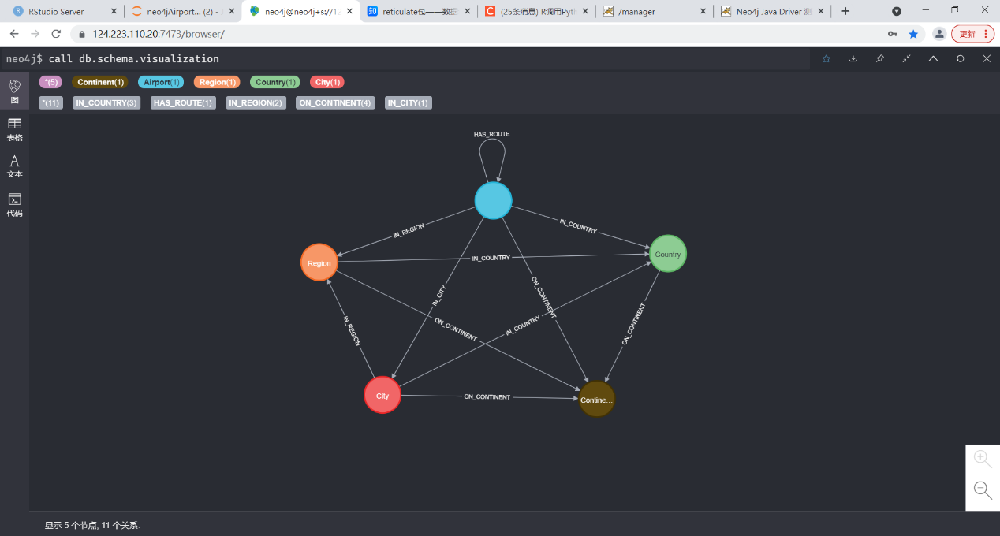 RStudio Server
neo4jAirport... (2) - J
neo4j@neo4j+s://12
reticulate包——数据
(25条消息) R调用Pyth
/manager
Neo4j Java Driver 测
124.223.110.20:7473/browser/
更新
neo4j$ call db.schema.visualization
*(5)
Continent(1)
Airport(1)
Region(1)
Country(1)
City(1)
*(11)
IN_COUNTRY(3)
HAS_ROUTE(1)
IN_REGION(2)
ON_CONTINENT(4)
IN_CITY(1)
图
表格
文本
代码
HAS_ROUTE
IN_REGION
IN_COUNTRY
Country
Region
IN_COUNTRY
IN_CITY
ON_CONTINENT
IN_REGION
ON_CONTINENT
IN_COUNTRY
ON_CONTINENT
City
ON_CONTINENT
Contine...
显示 5 个节点, 11 个关系.